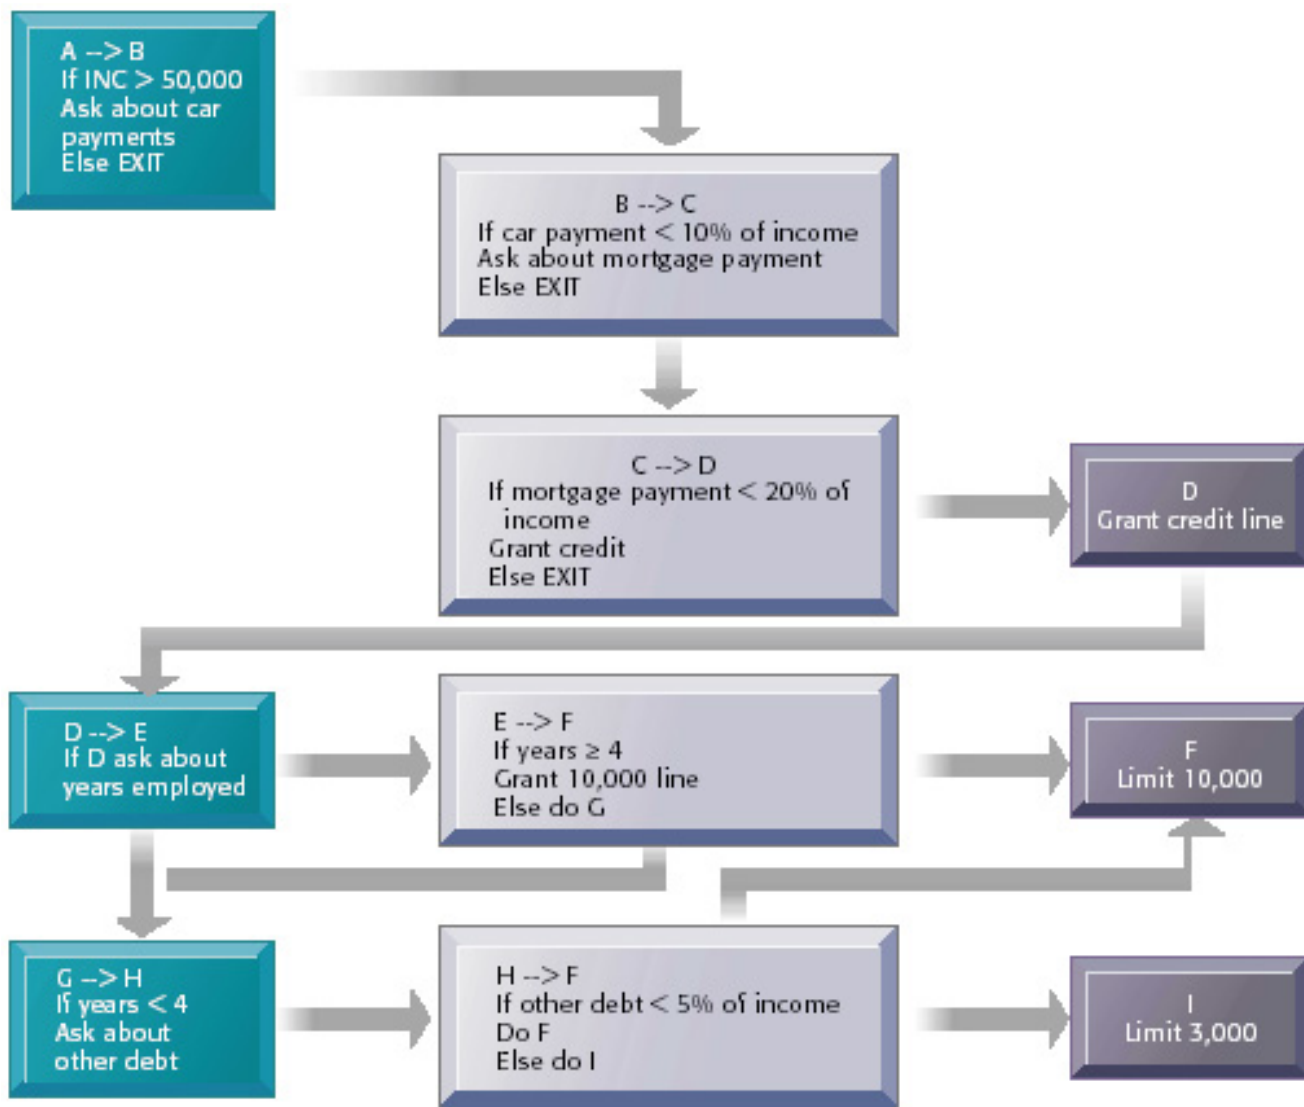 A --> B
If INC > 50,000
Ask about car
payments
Else EXIT
B --> C
If car payment < 10% of income
Ask about mortgage payment
Else EXIT
C --> D
If mortgage payment < 20% of
income
Grant credit
Else EXIT
D
Grant credit line
D --> E
If D ask about
years employed
E --> F
If years ≥ 4
Grant 10,000 line
Else do G
F
Limit 10,000
G --> H
If years < 4
Ask about
other debt
H --> F
If other debt < 5% of income
Do F
Else do I
I
Limit 3,000